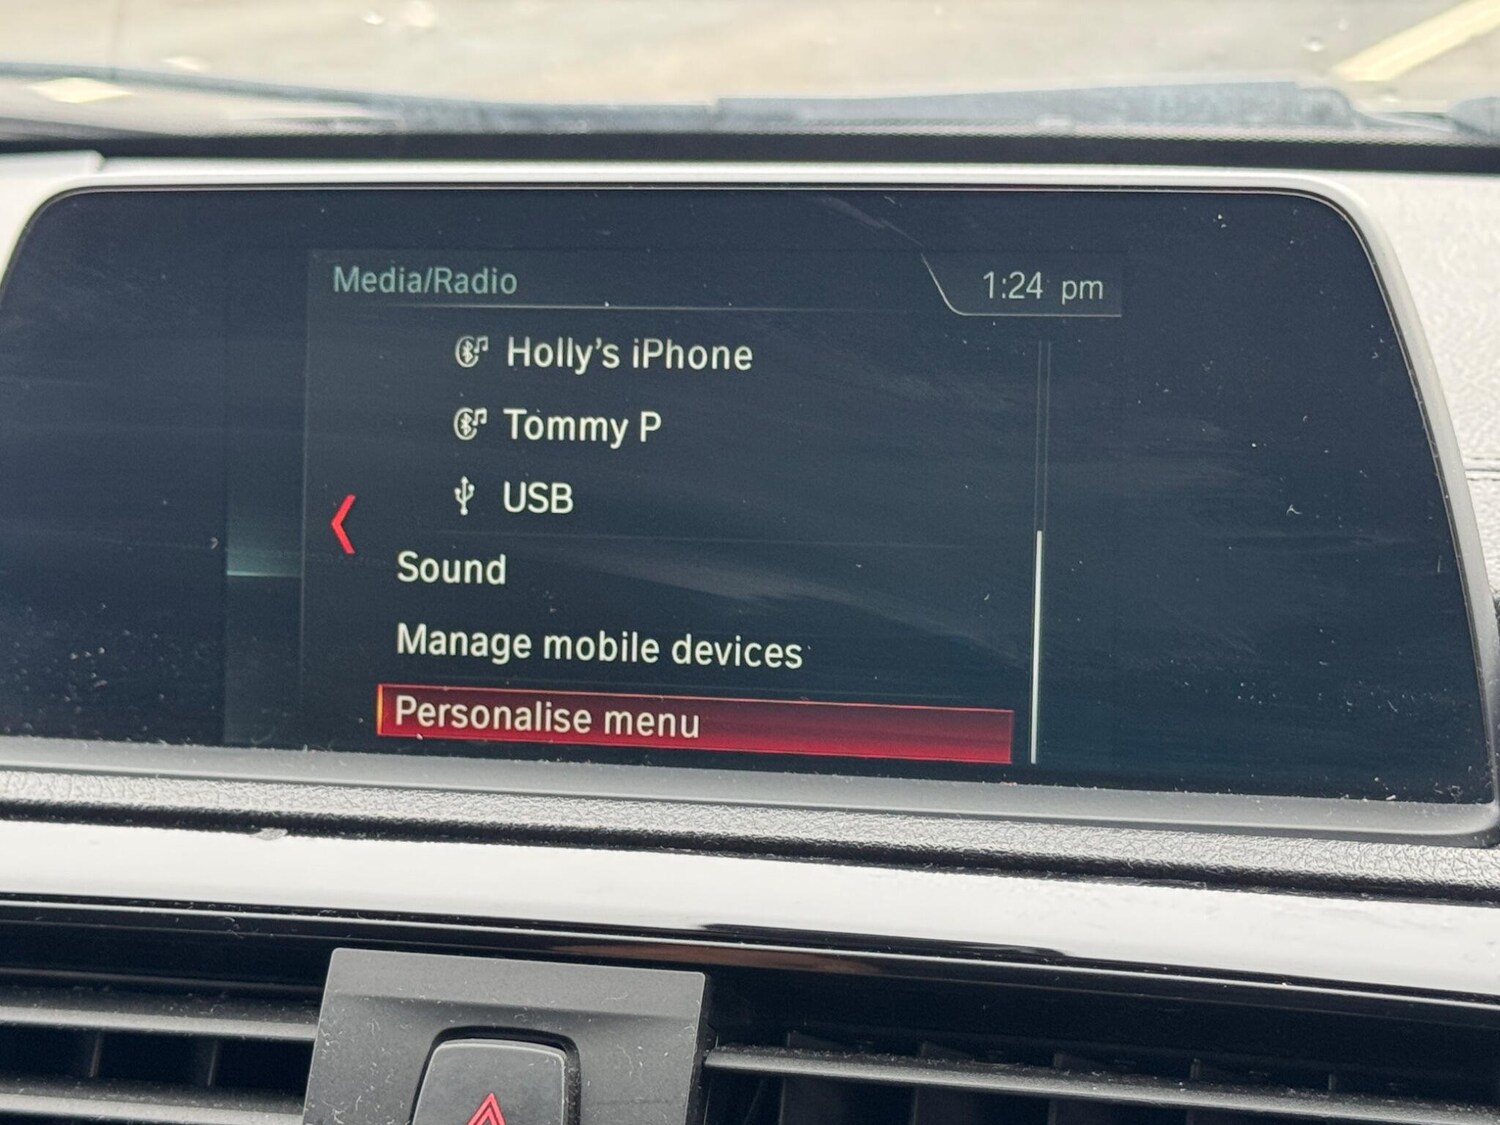 Media/Radio
1:24 pm
Holly's iPhone
Tommy P
USB
Sound
Manage mobile devices
Personalise menu